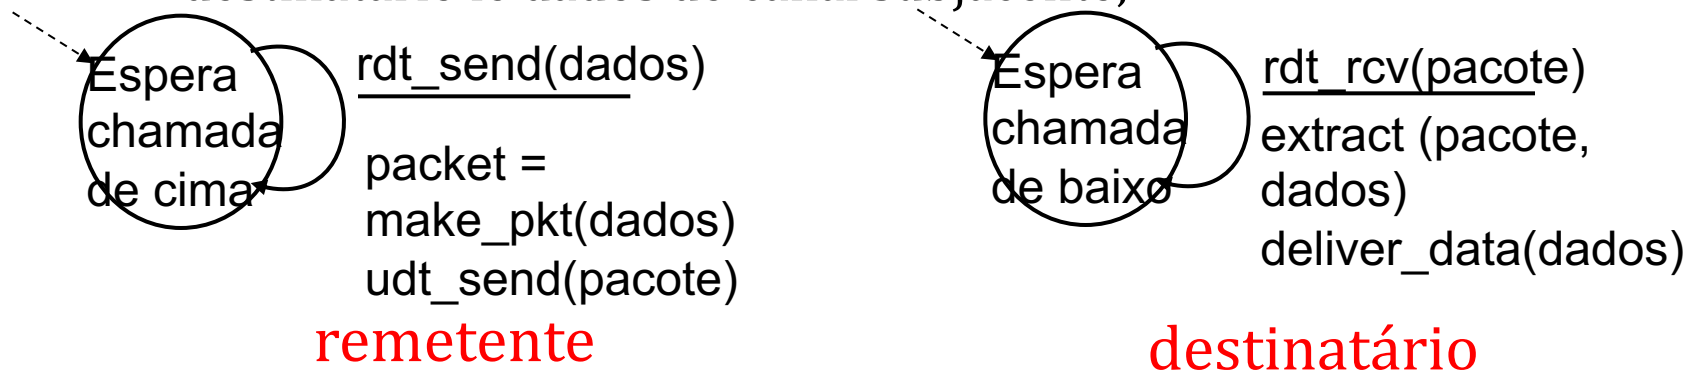 Espera
chamada
de cima
rdt_send(dados)
packet =
make_pkt(dados)
udt_send(pacote)
remetente
Espera
chamada
de baixo
rdt_rcv(pacote)
extract (pacote,
dados)
deliver_data(dados)
destinatário